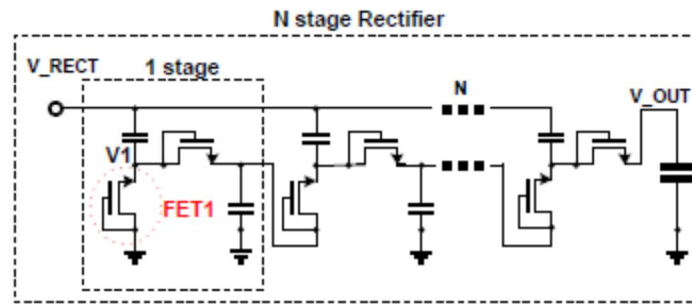 N stage Rectifier
V_RECT
1 stage
N
V_OUT
V1
FET1